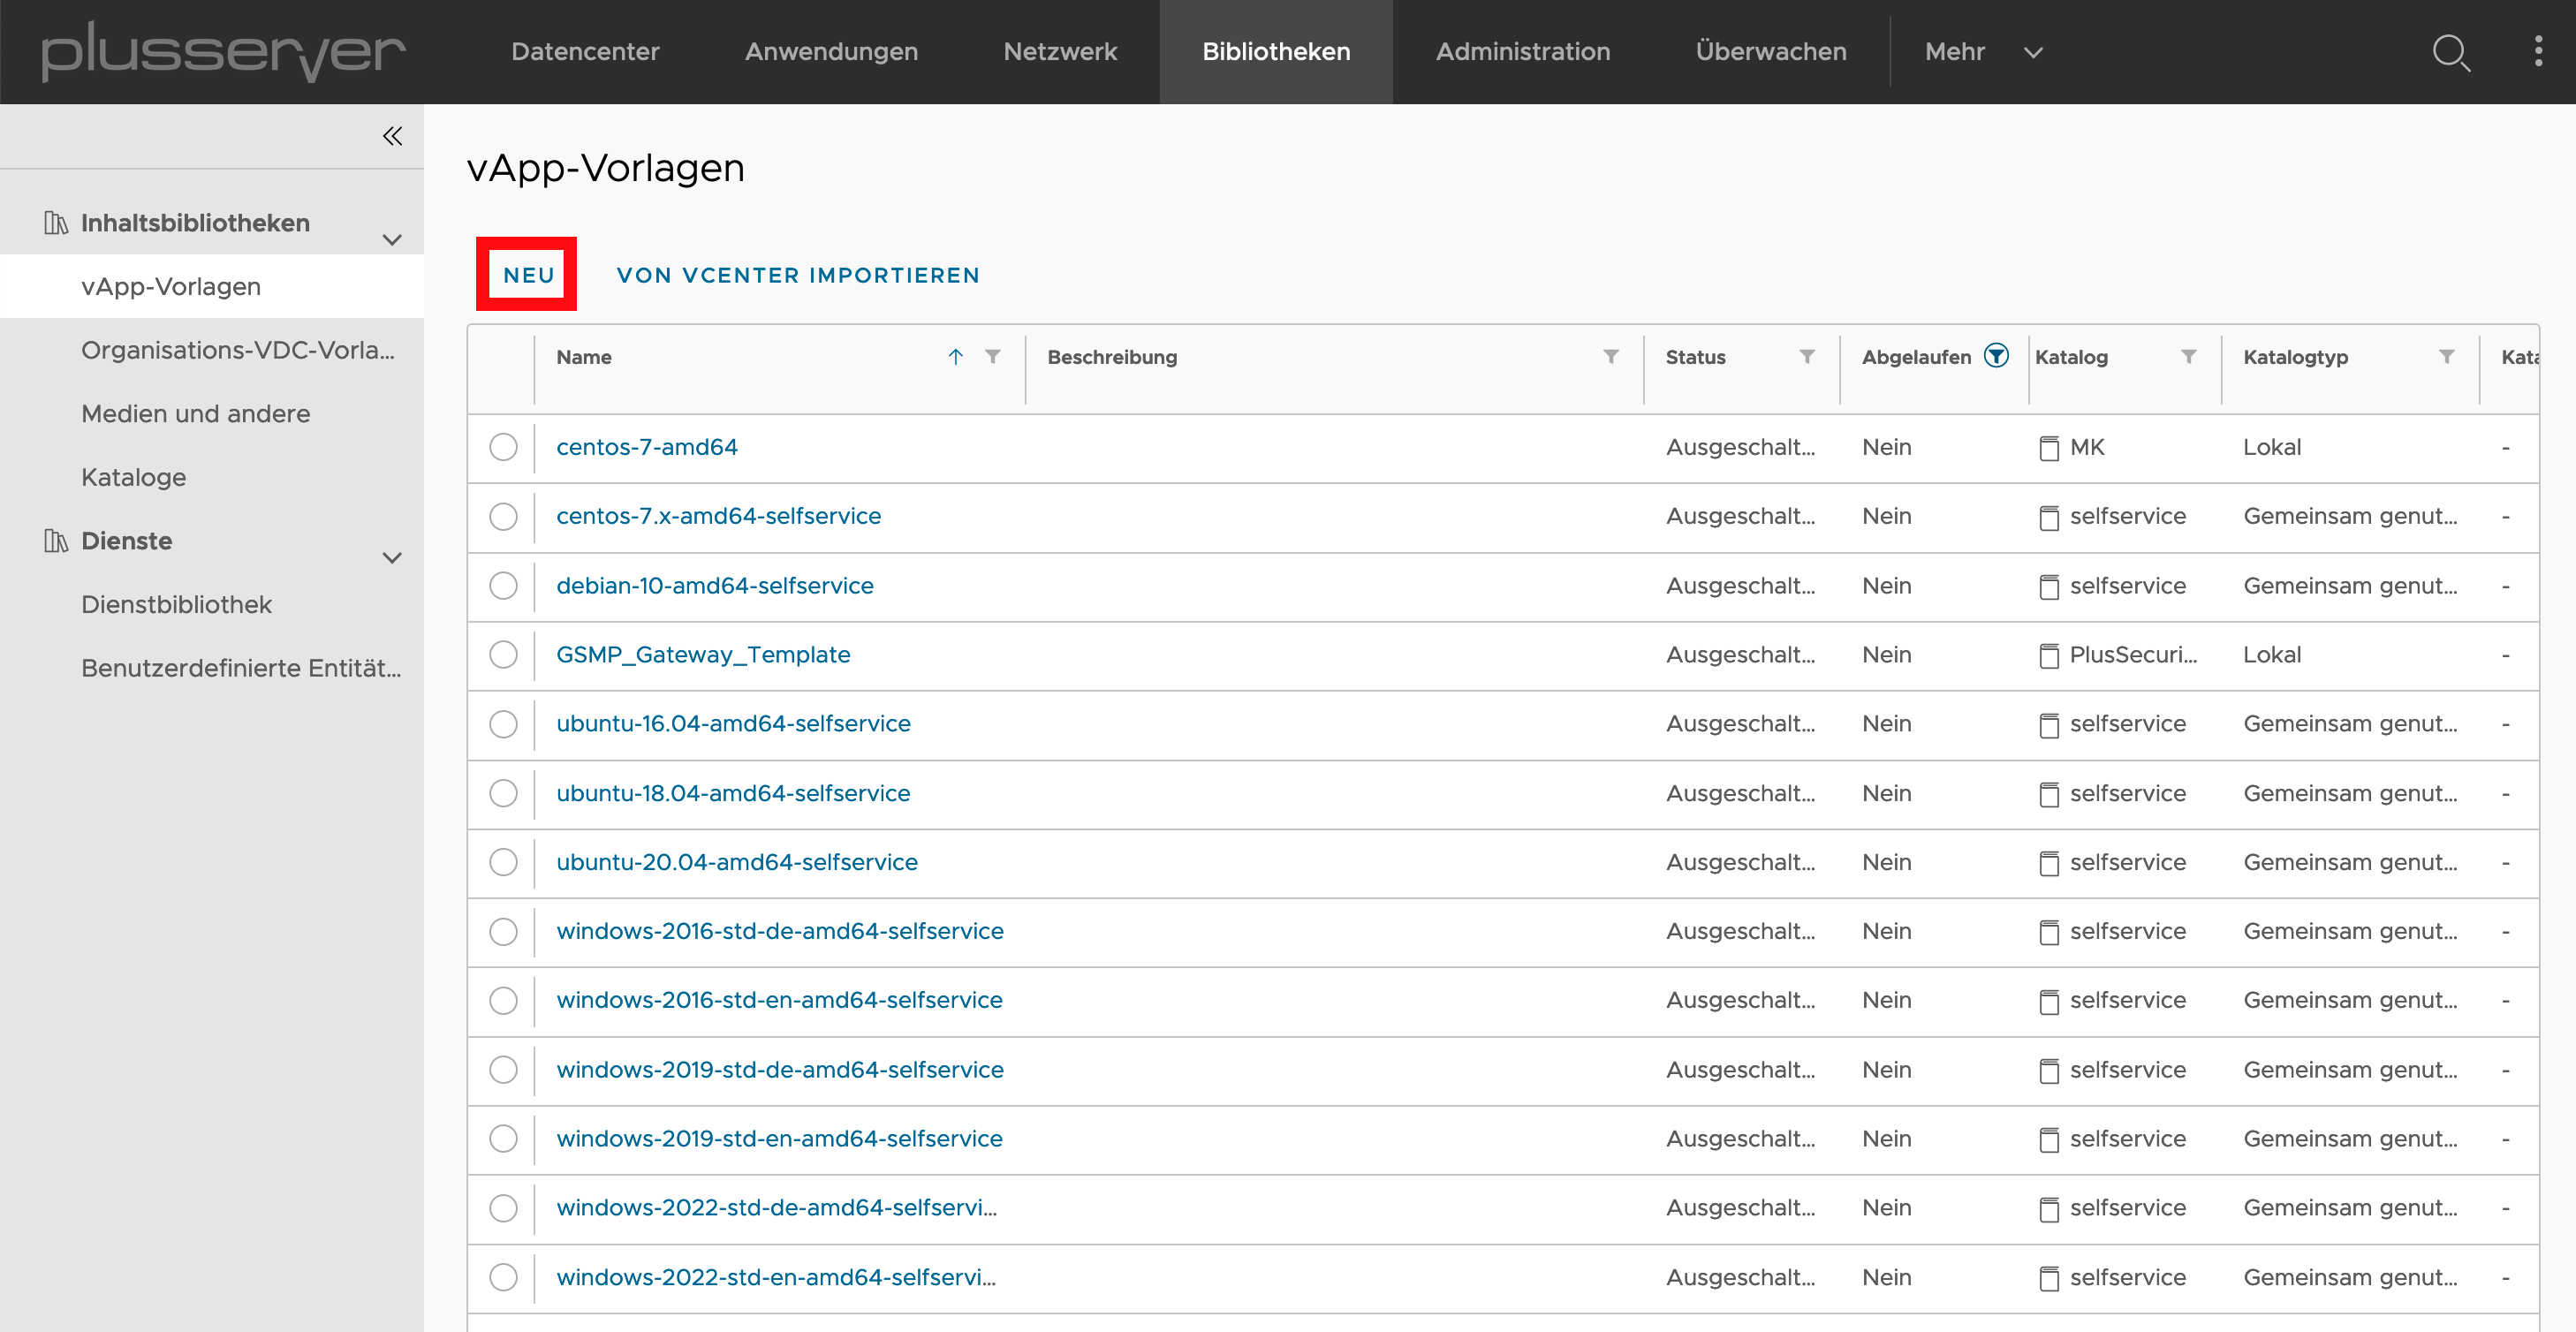 plusserver Datencenter Anwendungen Netzwerk Bibliotheken Administration Überwachen Mehr
Inhaltsbibliotheken
vApp-Vorlagen
Organisations-VDC-Vorla...
Medien und andere
Kataloge
Dienste
Dienstbibliothek
Benutzerdefinierte Entität...
vApp-Vorlagen
NEU VON VCENTER IMPORTIEREN
Name Beschreibung Status Abgelaufen Katalog Katalogtyp Kata
centos-7-amd64 Ausgeschalt... Nein MK Lokal -
centos-7.x-amd64-selfservice Ausgeschalt... Nein selfservice Gemeinsam genut... -
debian-10-amd64-selfservice Ausgeschalt... Nein selfservice Gemeinsam genut... -
GSMP_Gateway_Template Ausgeschalt... Nein PlusSecuri... Lokal -
ubuntu-16.04-amd64-selfservice Ausgeschalt... Nein selfservice Gemeinsam genut... -
ubuntu-18.04-amd64-selfservice Ausgeschalt... Nein selfservice Gemeinsam genut... -
ubuntu-20.04-amd64-selfservice Ausgeschalt... Nein selfservice Gemeinsam genut... -
windows-2016-std-de-amd64-selfservice Ausgeschalt... Nein selfservice Gemeinsam genut... -
windows-2016-std-en-amd64-selfservice Ausgeschalt... Nein selfservice Gemeinsam genut... -
windows-2019-std-de-amd64-selfservice Ausgeschalt... Nein selfservice Gemeinsam genut... -
windows-2019-std-en-amd64-selfservice Ausgeschalt... Nein selfservice Gemeinsam genut... -
windows-2022-std-de-amd64-selfservi... Ausgeschalt... Nein selfservice Gemeinsam genut... -
windows-2022-std-en-amd64-selfservi... Ausgeschalt... Nein selfservice Gemeinsam genut... -